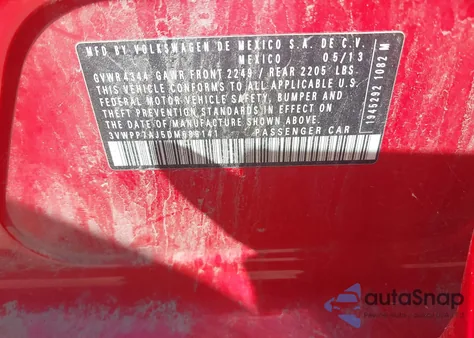 MFD. BY VOLKSWAGEN DE MEXICO S.A. DE C.V.
MEXICO 05/13
GVWR 4344 GAWR FRONT 2249 / REAR 2205 LBS
THIS VEHICLE CONFORMS TO ALL APPLICABLE U.S.
FEDERAL MOTOR VEHICLE SAFETY, BUMPER AND
THEFT PREVENTION STANDARDS IN EFFECT ON
THE DATE OF MANUFACTURE SHOWN ABOVE
PASSENGER CAR
1945292 1082 M
autoSnap